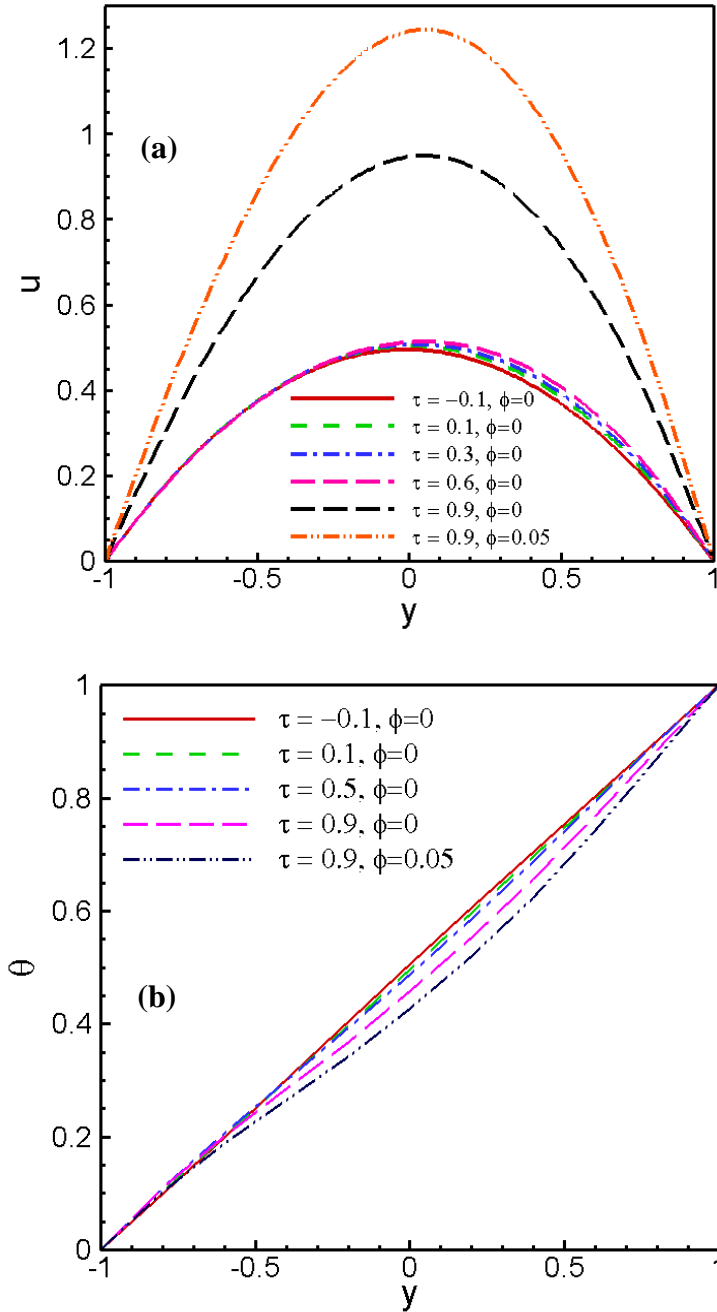 1.2
1
(a)
0.8
u
0.6
0.4
τ = −0.1, ϕ=0
τ = 0.1, ϕ=0
τ = 0.3, ϕ=0
τ = 0.6, ϕ=0
τ = 0.9, ϕ=0
τ = 0.9, ϕ=0.05
0.2
0
-1 -0.5 0 0.5 1
y
1
τ = −0.1, ϕ=0
τ = 0.1, ϕ=0
τ = 0.5, ϕ=0
τ = 0.9, ϕ=0
τ = 0.9, ϕ=0.05
0.8
0.6
θ
(b)
0.4
0.2
0
-1 -0.5 0 0.5 1
y